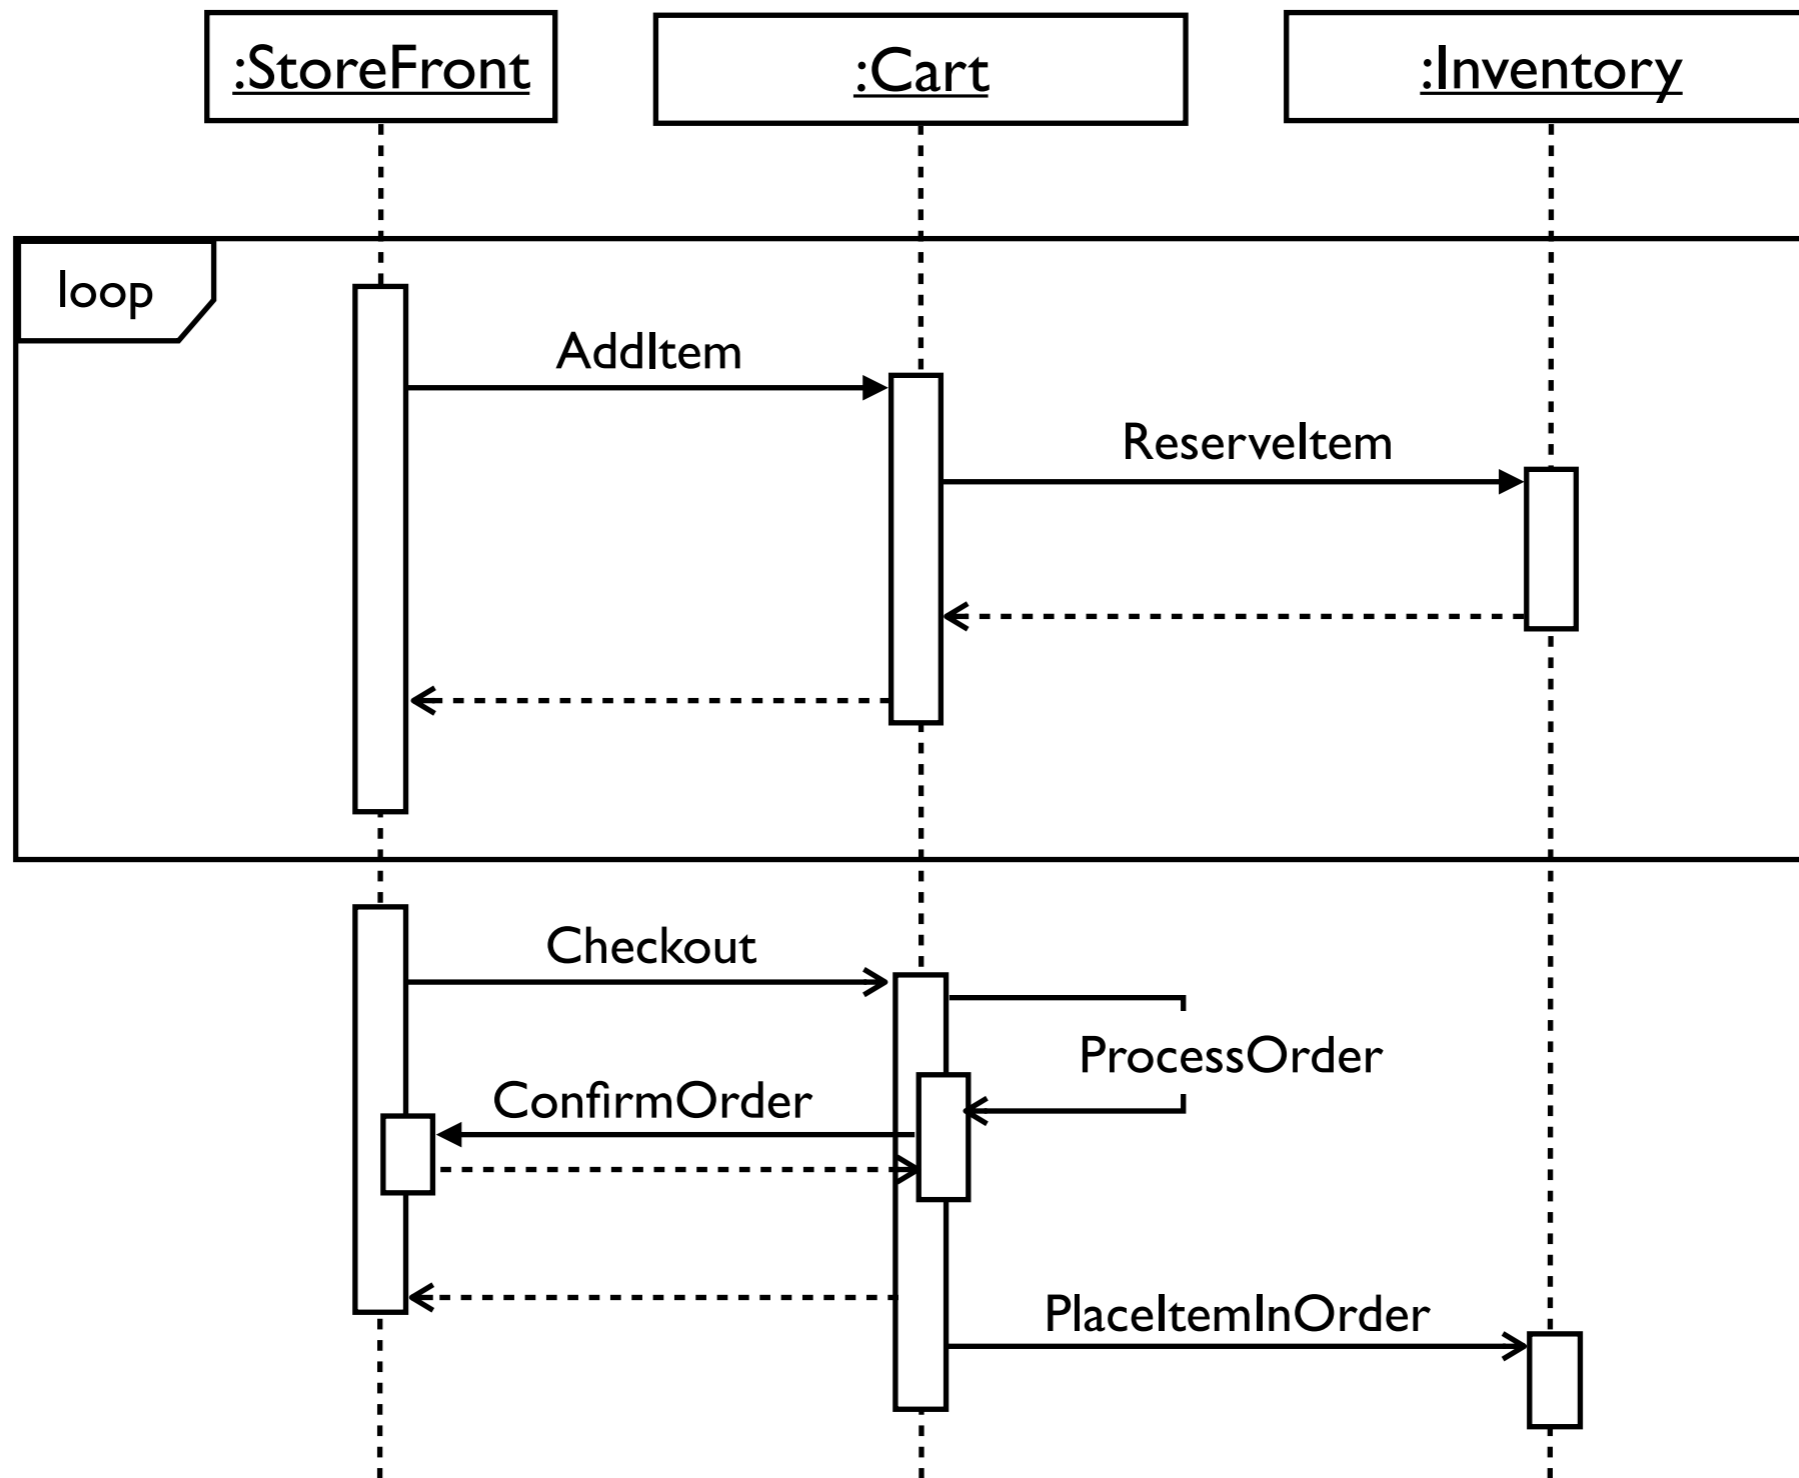 :StoreFront
:Cart
:Inventory
loop
AddItem
ReserveItem
Checkout
ProcessOrder
ConfirmOrder
PlaceItemInOrder